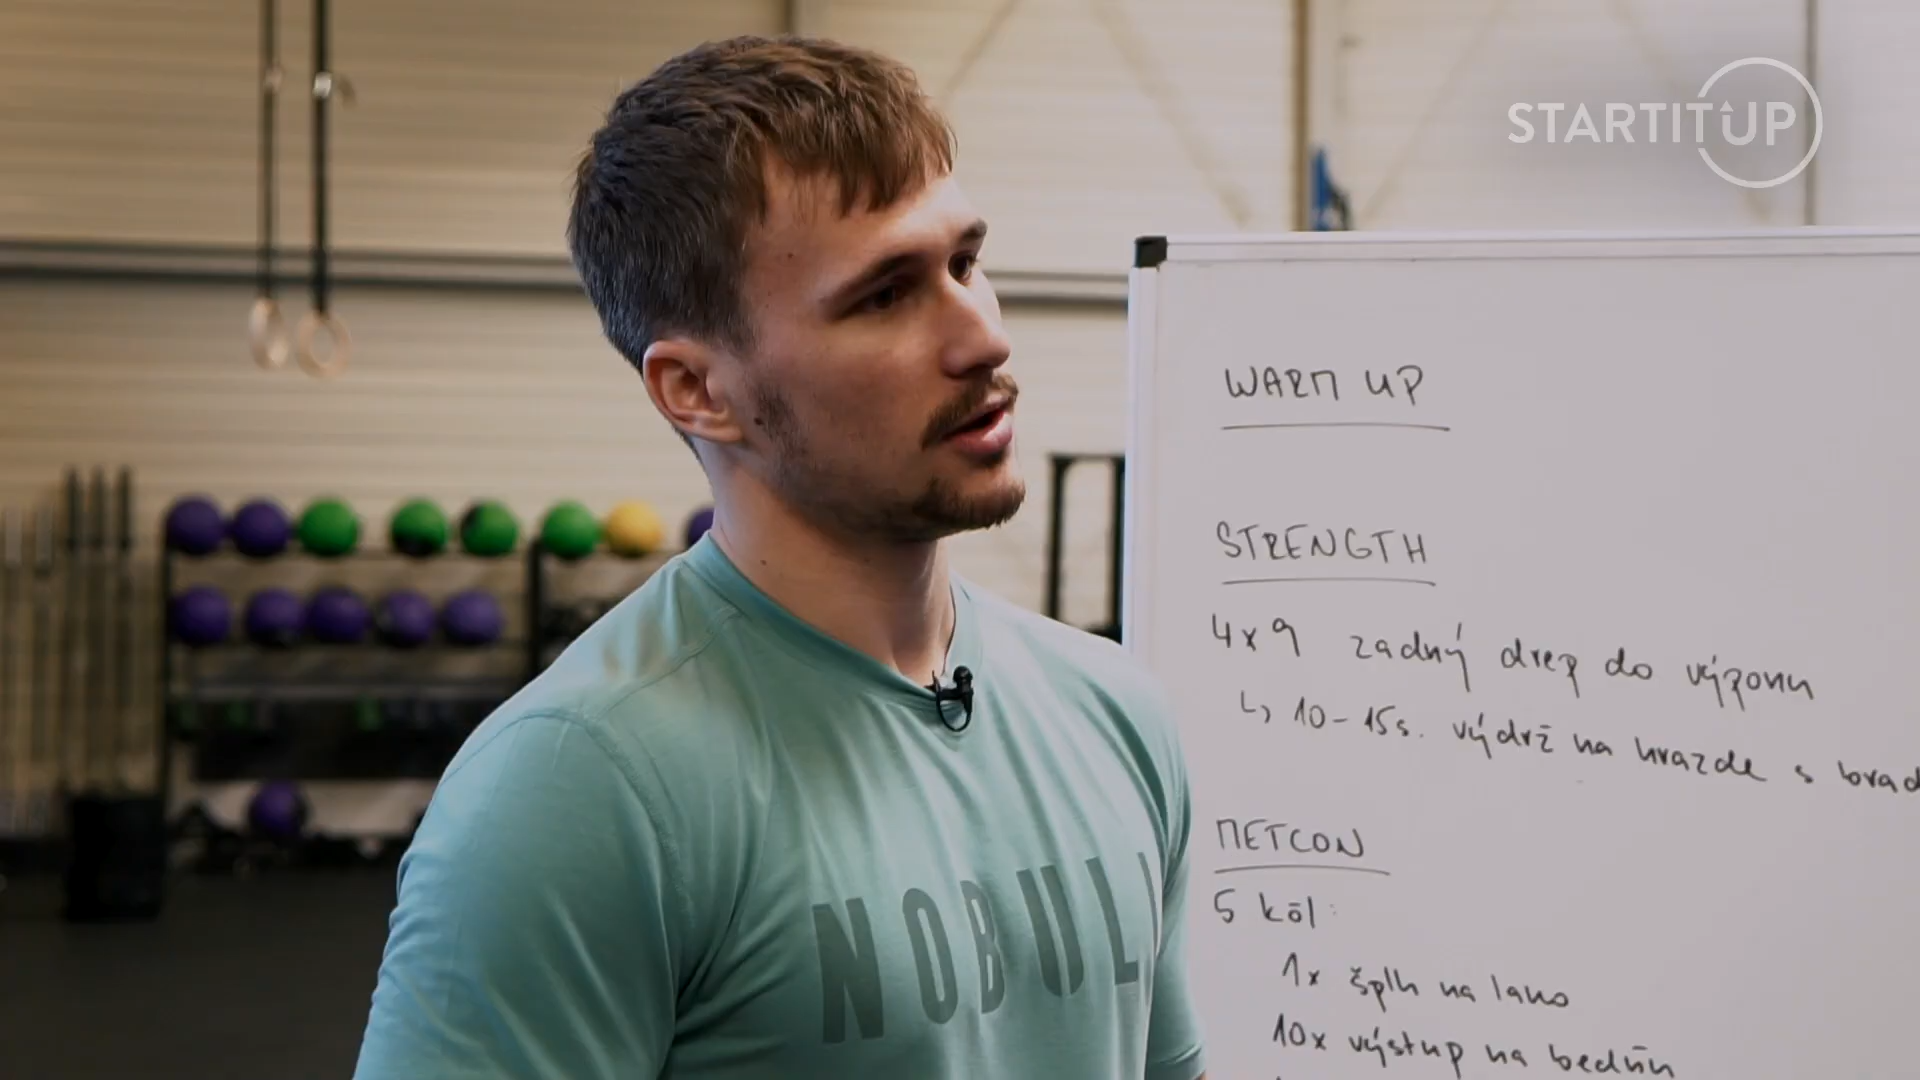 STARTITUP
WARM UP
STRENGTH
4x9 zadný drep do výponu
↳ 10-15s. výdrž na hrazde s brad
METCON
5 kôl:
1x šplh na lano
10x výstup na bedňu
NOBULL